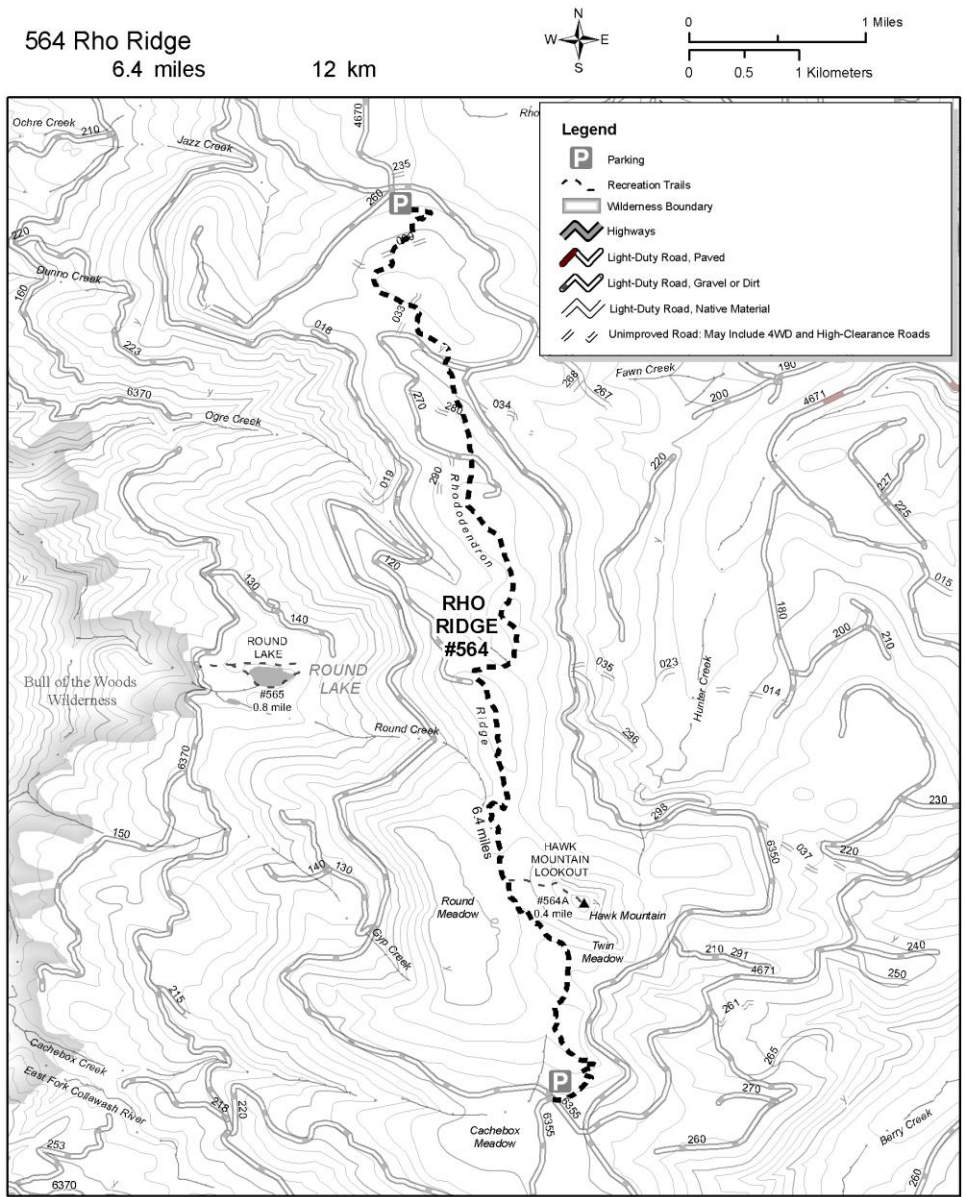 564 Rho Ridge
6.4 miles 12 km
N
W E
S
0 1 Miles
0 0.5 1 Kilometers
Legend
P Parking
Recreation Trails
Wilderness Boundary
Highways
Light-Duty Road, Paved
Light-Duty Road, Gravel or Dirt
Light-Duty Road, Native Material
Unimproved Road: May Include 4WD and High-Clearance Roads
Ochre Creek
210
Jazz Creek
4670
Rho
235
260
P
220
Dunno Creek
160
033
018
223
6370
Ogre Creek
270
280
034
268
267
Fawn Creek
200
190
4671
019
290
Rhododendron
220
227
225
015
120
130
140
RHO
RIDGE
#564
180
200
210
ROUND
LAKE
ROUND
LAKE
#565
0.8 mile
Bull of the Woods
Wilderness
035
023
014
Hunter Creek
Round Creek
Ridge
296
6370
298
230
6.4 miles
150
6350
037
220
140
130
HAWK
MOUNTAIN
LOOKOUT
#564A
0.4 mile
Hawk Mountain
Round
Meadow
Twin
Meadow
Gyp Creek
210
291
4671
240
250
215
261
265
Cachebox Creek
East Fork Collawash River
218
220
P
6355
6355
270
Cachebox
Meadow
260
Berry Creek
253
6370
260